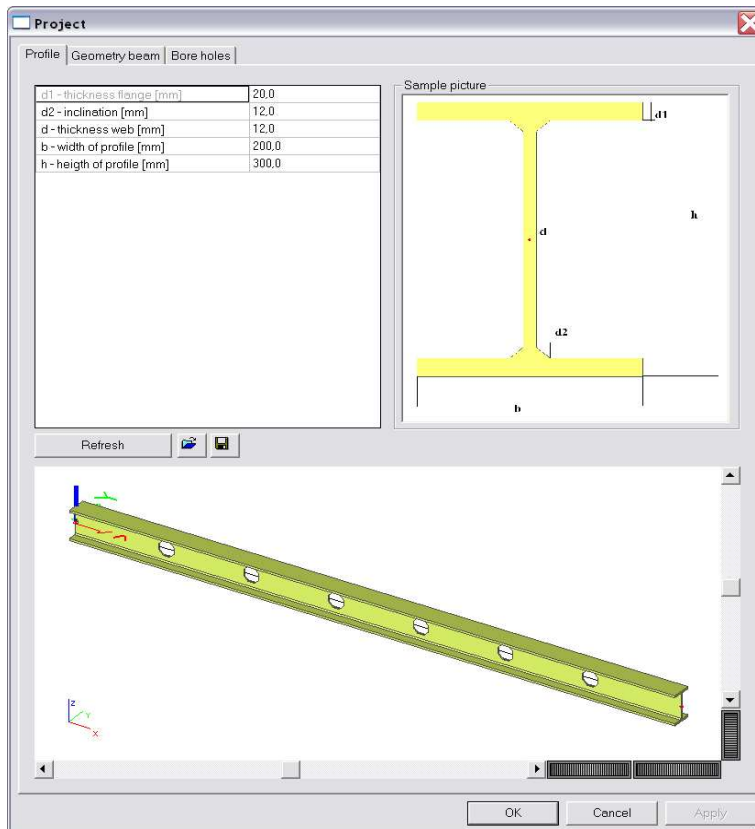 Project
Profile Geometry beam Bore holes
d1 - thickness flange [mm] 20,0
d2 - inclination [mm] 12,0
d - thickness web [mm] 12,0
b - width of profile [mm] 200,0
h - heigth of profile [mm] 300,0
Sample picture
d1
h
d
d2
b
Refresh
Y
Z
Y
X
OK Cancel Apply